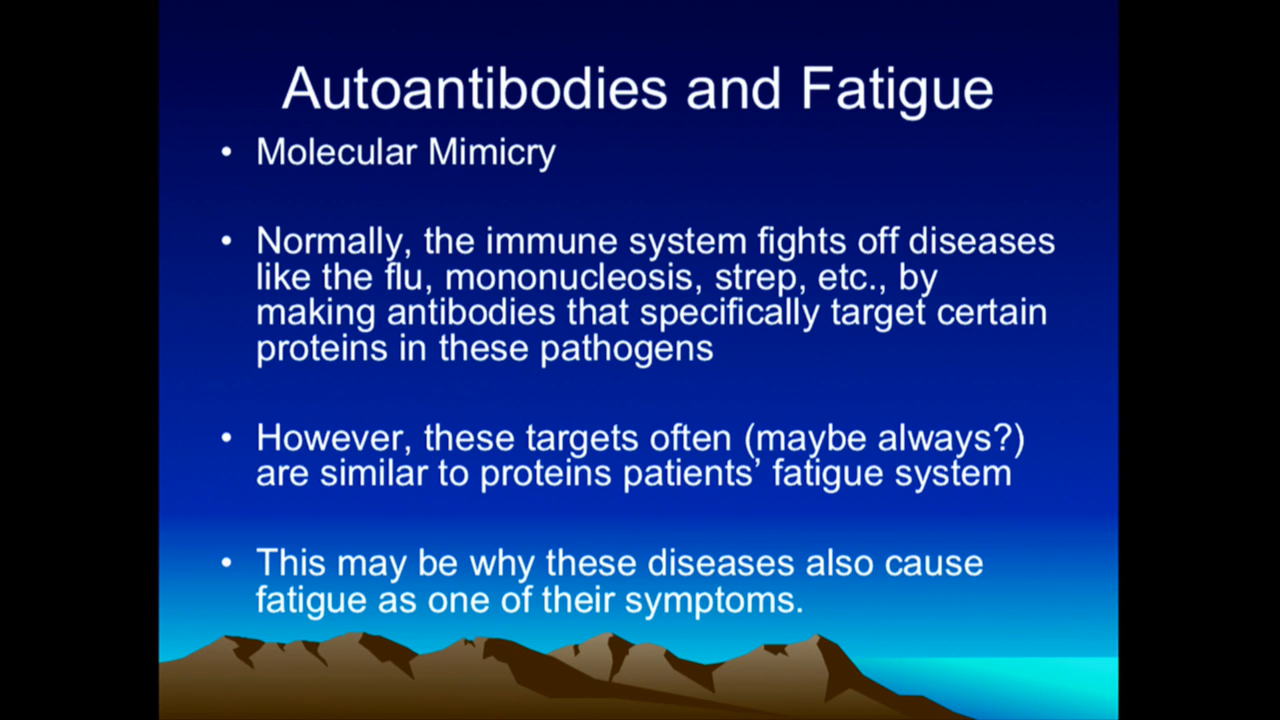 Autoantibodies and Fatigue
• Molecular Mimicry
• Normally, the immune system fights off diseases
like the flu, mononucleosis, strep, etc., by
making antibodies that specifically target certain
proteins in these pathogens
• However, these targets often (maybe always?)
are similar to proteins patients’ fatigue system
• This may be why these diseases also cause
fatigue as one of their symptoms.